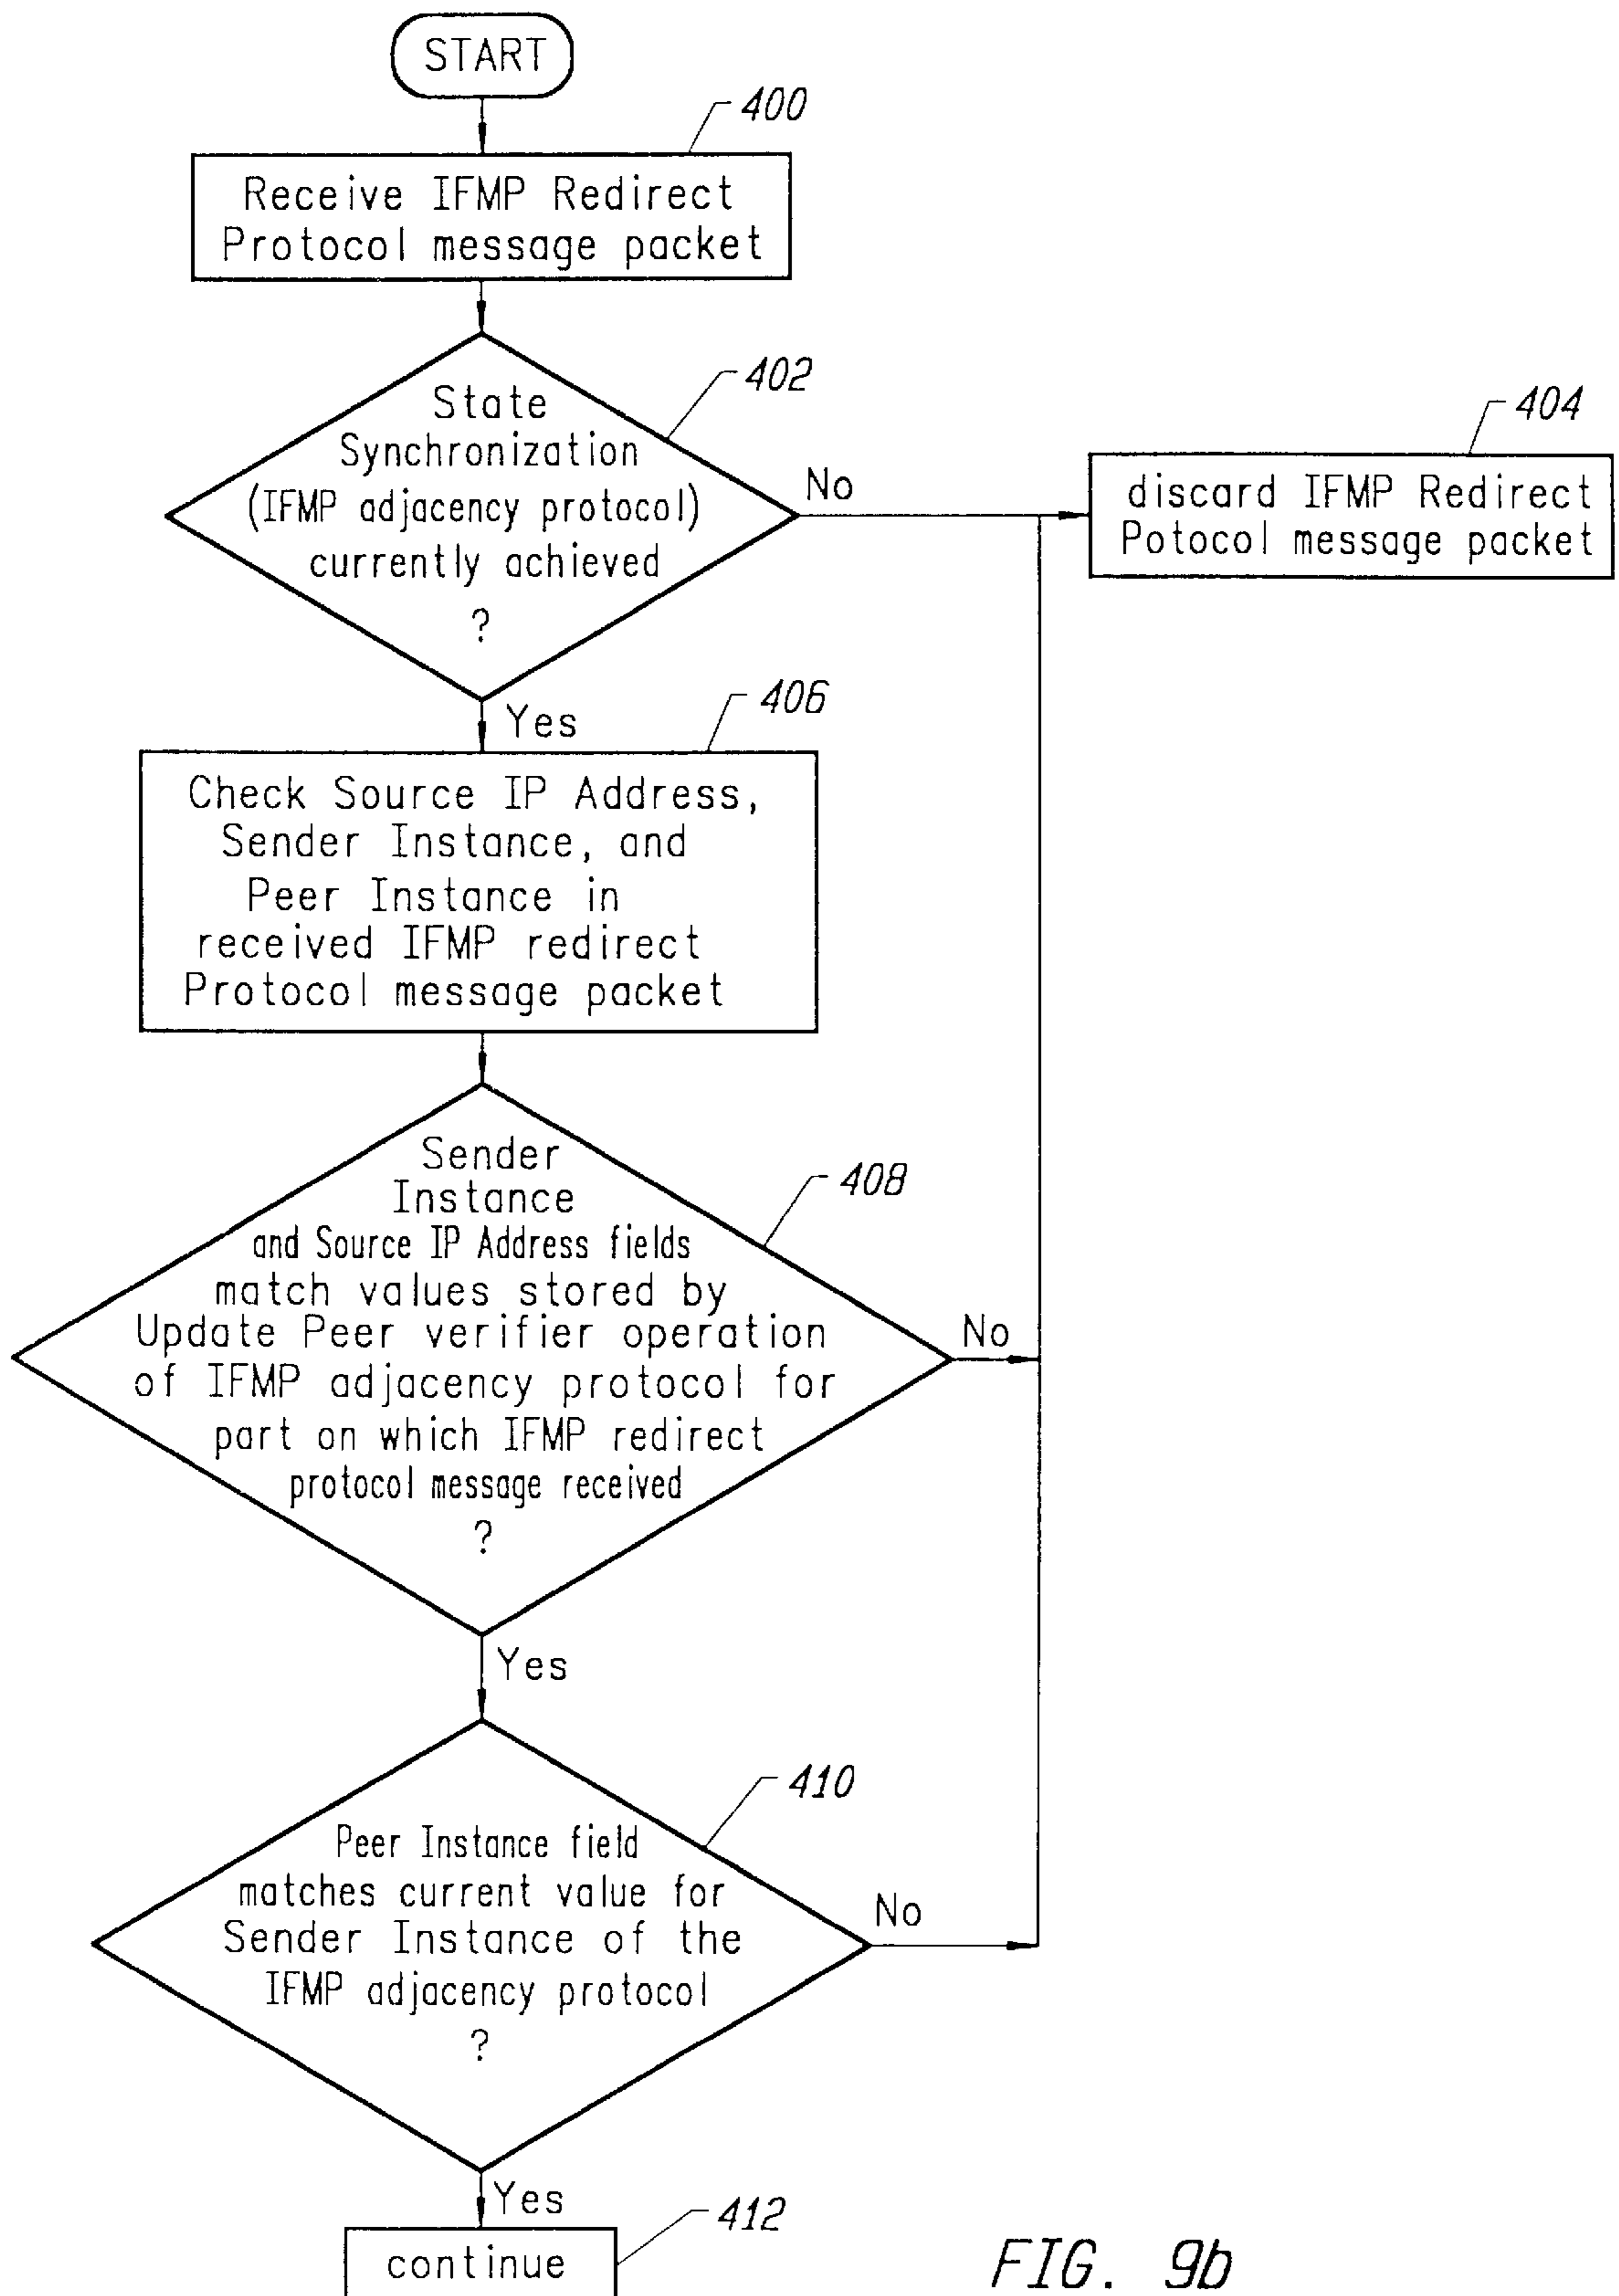 START
400
Receive IFMP Redirect
Protocol message packet
402
State
Synchronization
(IFMP adjacency protocol)
currently achieved
?
No
404
discard IFMP Redirect
Potocol message packet
Yes
406
Check Source IP Address,
Sender Instance, and
Peer Instance in
received IFMP redirect
Protocol message packet
Sender
Instance
and Source IP Address fields
match values stored by
Update Peer verifier operation
of IFMP adjacency protocol for
part on which IFMP redirect
protocol message received
?
408
No
Yes
410
Peer Instance field
matches current value for
Sender Instance of the
IFMP adjacency protocol
?
No
Yes
412
continue
FIG. 9b